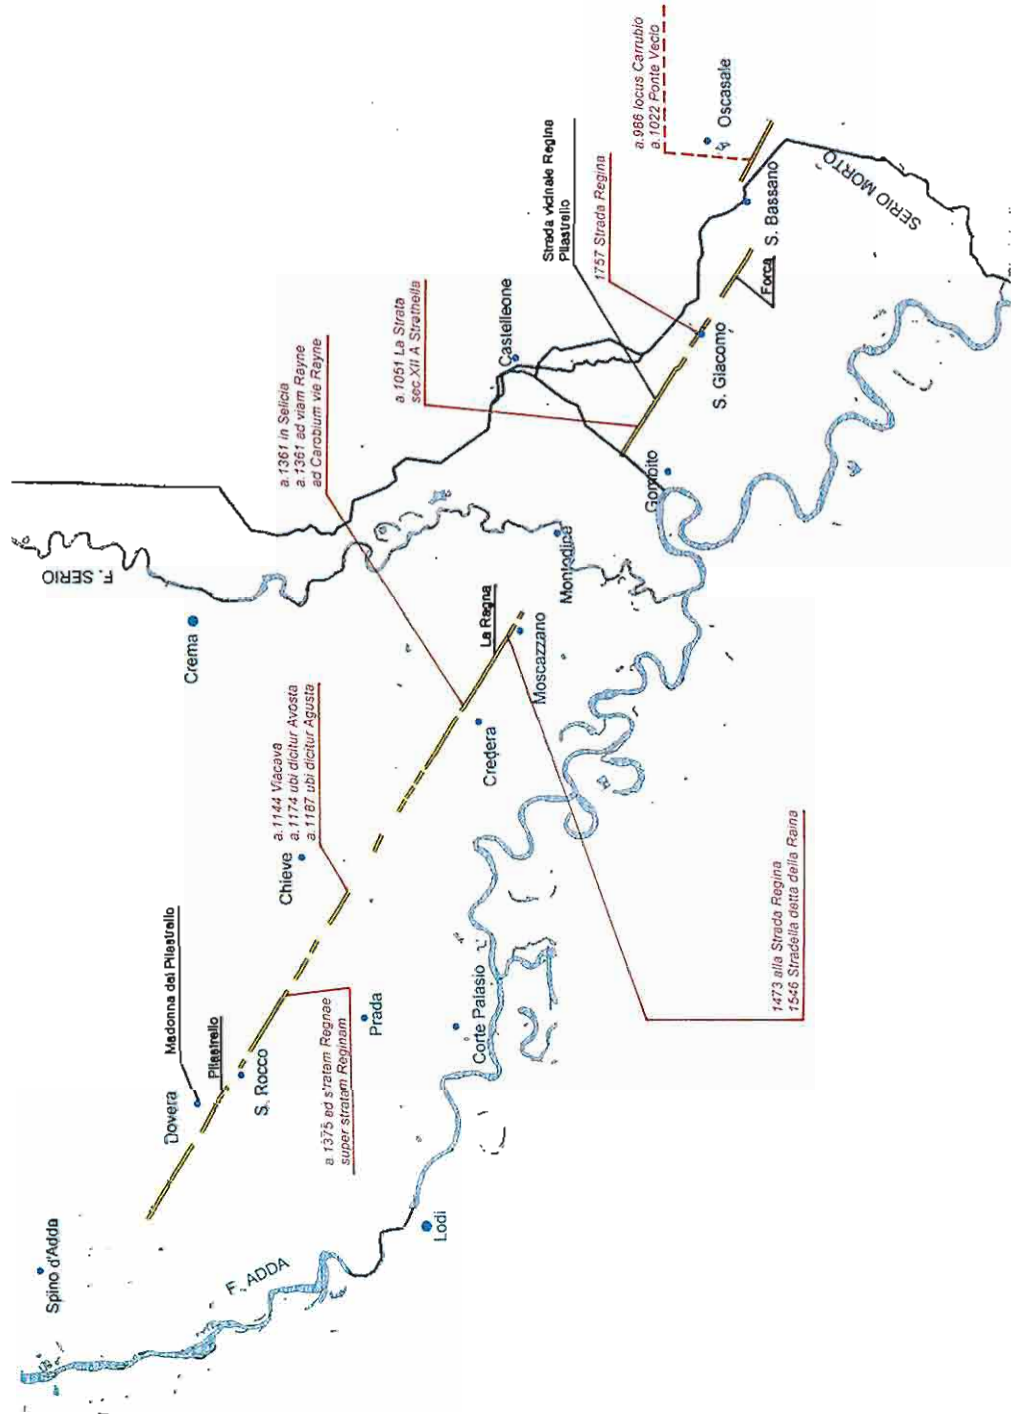 Spino d'Adda
F. ADDA
Lodi
Dovera
Madonna del Pilastrello
Pilastrello
S. Rocco
a.1375 ad stratam Regnae
super stratam Reginam
Prada
Corte Palasio
Chieve
a.1144 Viacava
a.1174 ubi dicitur Avosta
a.1187 ubi dicitur Agusta
Crema
F. SERIO
Credera
Moscazzano
La Ragna
1473 alla Strada Regina
1546 Stradella detta della Raina
a.1361 in Selicia
a.1361 ad viam Rayne
ad Carobium vie Rayne
Montodine
Gombito
Castelleone
a.1051 La Strata
sec.XII A Strathella
Strada vicinale Regina
Pilastrello
1757 Strada Regina
S. Giacomo
Forca
S. Bassano
a.986 locus Carrubio
a.1022 Ponte Vecio
Oscasale
SERIO MORTO